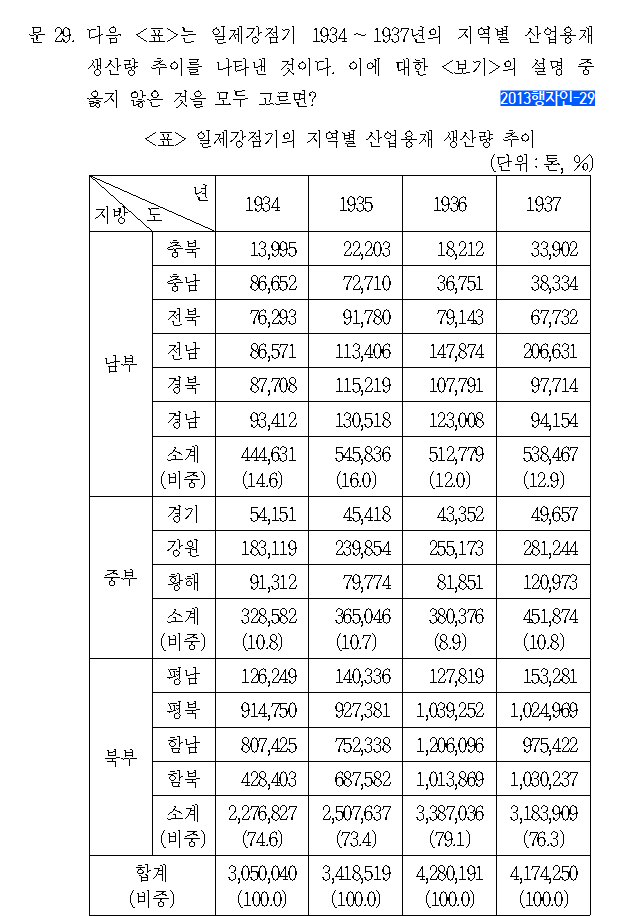 문 29. 다음 <표>는 일제강점기 1934 ~ 1937년의 지역별 산업용재
생산량 추이를 나타낸 것이다. 이에 대한 <보기>의 설명 중
옳지 않은 것을 모두 고르면?
2013행자인-29
<표> 일제강점기의 지역별 산업용재 생산량 추이
(단위 : 톤, %)
지방 도 년 1934 1935 1936 1937
남부
충북 13,995 22,203 18,212 33,902
충남 86,652 72,710 36,751 38,334
전북 76,293 91,780 79,143 67,732
전남 86,571 113,406 147,874 206,631
경북 87,708 115,219 107,791 97,714
경남 93,412 130,518 123,008 94,154
소계 444,631 545,836 512,779 538,467
(비중) (14.6) (16.0) (12.0) (12.9)
중부
경기 54,151 45,418 43,352 49,657
강원 183,119 239,854 255,173 281,244
황해 91,312 79,774 81,851 120,973
소계 328,582 365,046 380,376 451,874
(비중) (10.8) (10.7) (8.9) (10.8)
북부
평남 126,249 140,336 127,819 153,281
평북 914,750 927,381 1,039,252 1,024,969
함남 807,425 752,338 1,206,096 975,422
함북 428,403 687,582 1,013,869 1,030,237
소계 2,276,827 2,507,637 3,387,036 3,183,909
(비중) (74.6) (73.4) (79.1) (76.3)
합계 3,050,040 3,418,519 4,280,191 4,174,250
(비중) (100.0) (100.0) (100.0) (100.0)